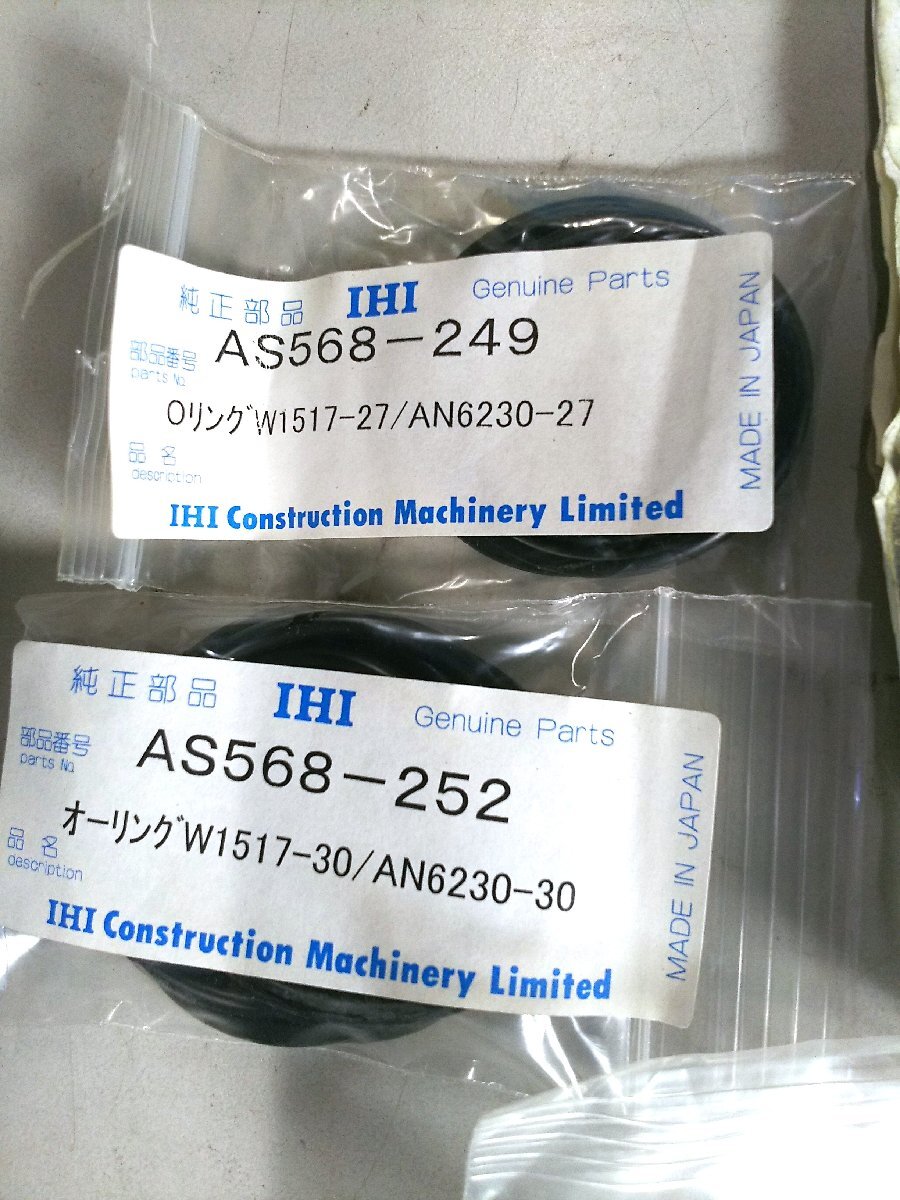 純正部品 IHI Genuine Parts
部品番号 AS568-249
parts No.
Oリングﾞ W1517-27/AN6230-27
品名
description
IHI Construction Machinery Limited
MADE IN JAPAN
純正部品 IHI Genuine Parts
部品番号 AS568-252
parts No.
オーリングﾞ W1517-30/AN6230-30
品名
description
IHI Construction Machinery Limited
MADE IN JAPAN